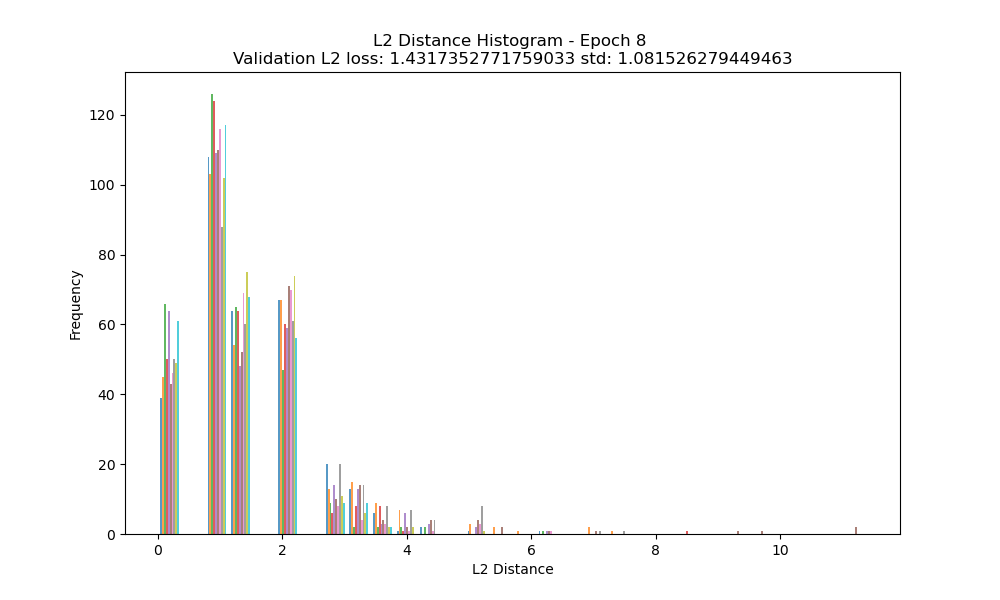 L2 Distance Histogram - Epoch 8
Validation L2 loss: 1.4317352771759033 std: 1.081526279449463
120
100
80
60
40
20
0
Frequency
0 2 4 6 8 10
L2 Distance